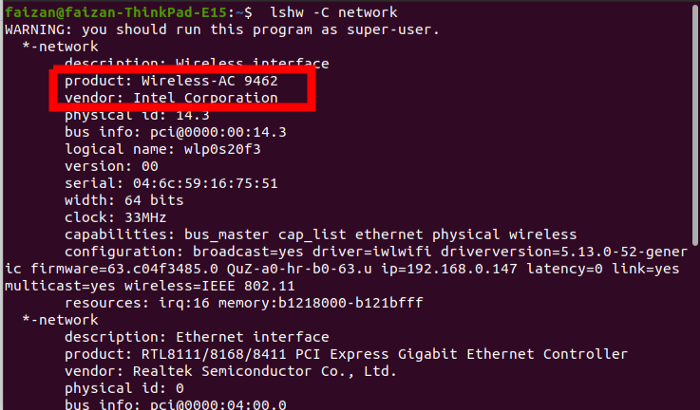 faizan@faizan-ThinkPad-E15:~$ lshw -C network
WARNING: you should run this program as super-user.
*-network
description: Wireless interface
product: Wireless-AC 9462
vendor: Intel Corporation
physical id: 14.3
bus info: pci@0000:00:14.3
logical name: wlp0s20f3
version: 00
serial: 04:6c:59:16:75:51
width: 64 bits
clock: 33MHz
capabilities: bus_master cap_list ethernet physical wireless
configuration: broadcast=yes driver=iwlwifi driverversion=5.13.0-52-gener
ic firmware=63.c04f3485.0 QuZ-a0-hr-b0-63.u ip=192.168.0.147 latency=0 link=yes
multicast=yes wireless=IEEE 802.11
resources: irq:16 memory:b1218000-b121bfff
*-network
description: Ethernet interface
product: RTL8111/8168/8411 PCI Express Gigabit Ethernet Controller
vendor: Realtek Semiconductor Co., Ltd.
physical id: 0
bus info: pci@0000:04:00.0